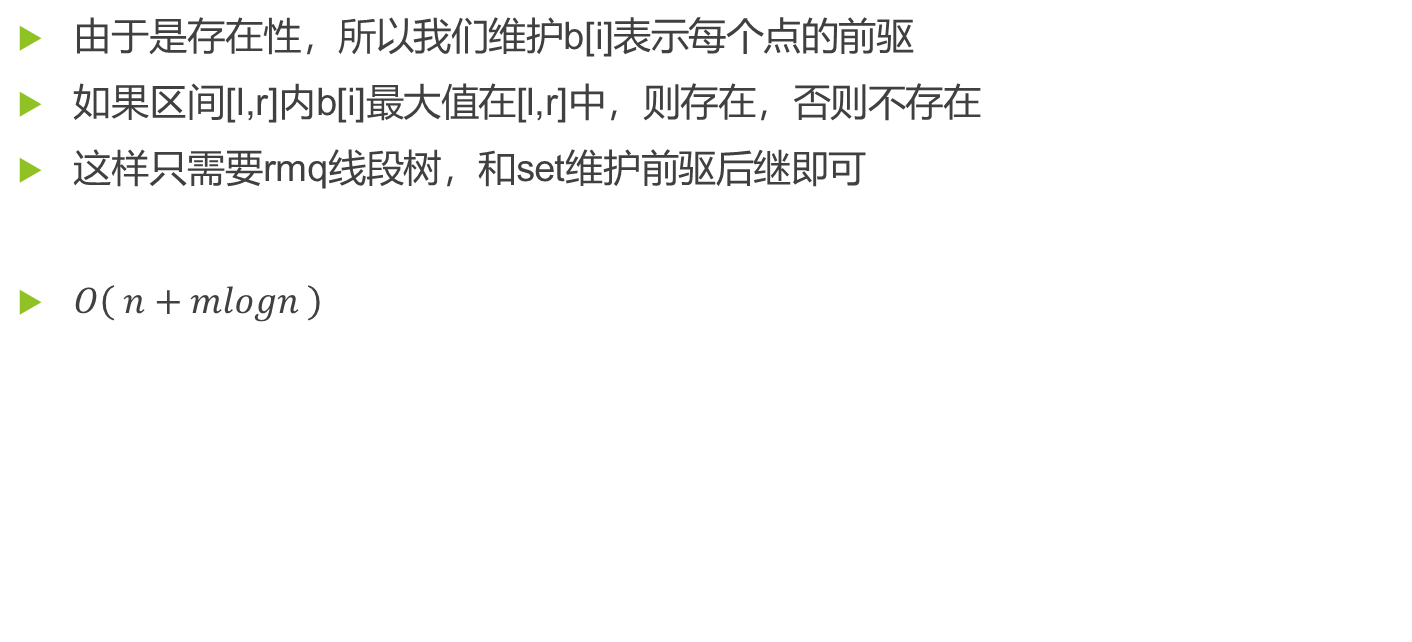 由于是存在性，所以我们维护b[i]表示每个点的前驱
如果区间[l,r]内b[i]最大值在[l,r]中，则存在，否则不存在
这样只需要rmq线段树，和set维护前驱后继即可
O( n + mlogn )